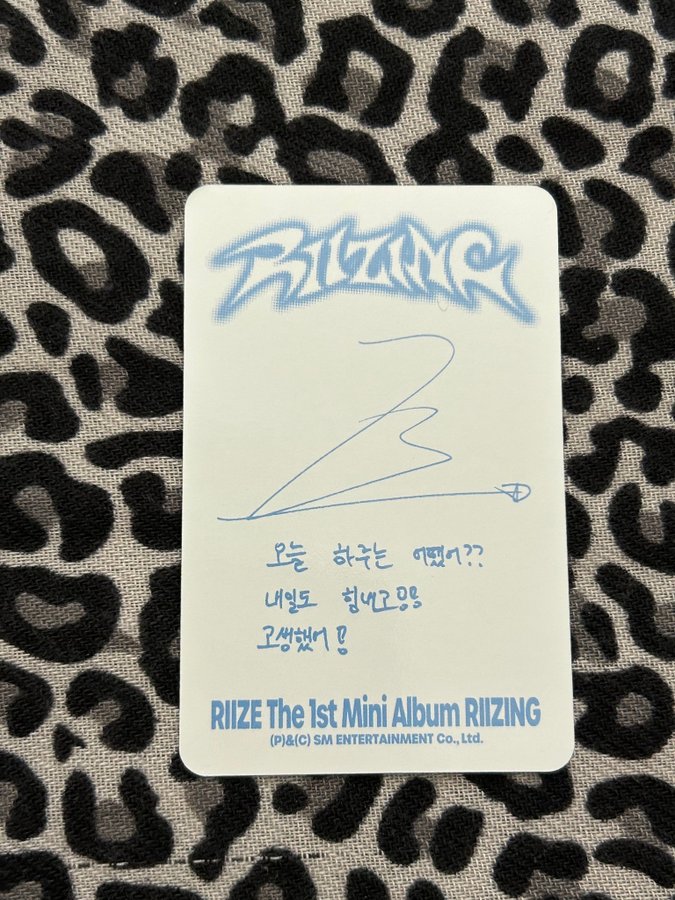 RIIZING
오늘 하루는 어땠어??
내일도 힘내고!!
고생했어!
RIIZE The 1st Mini Album RIIZING
(P)&(C) SM ENTERTAINMENT Co., Ltd.